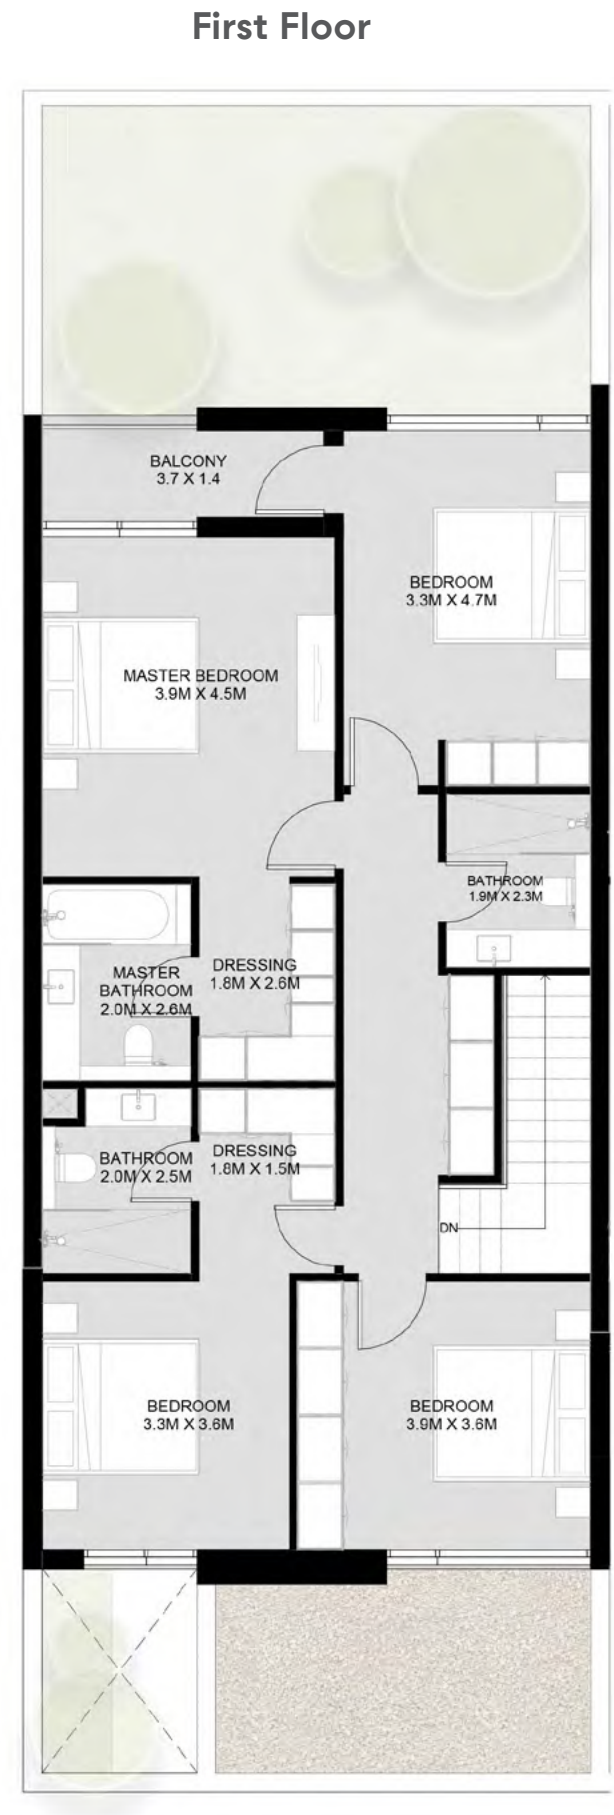 First Floor
BALCONY
3.7 X 1.4
BEDROOM
3.3M X 4.7M
MASTER BEDROOM
3.9M X 4.5M
BATHROOM
1.9M X 2.3M
MASTER
BATHROOM
2.0M X 2.6M
DRESSING
1.8M X 2.6M
BATHROOM
2.0M X 2.5M
DRESSING
1.8M X 1.5M
DN
BEDROOM
3.3M X 3.6M
BEDROOM
3.9M X 3.6M